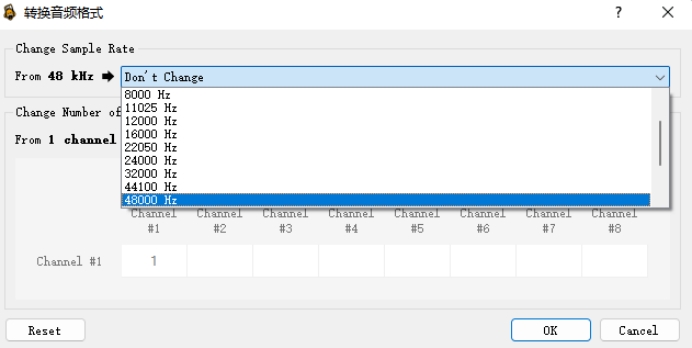 转换音频格式
?
Change Sample Rate
From 48 kHz
Don't Change
8000 Hz
11025 Hz
12000 Hz
16000 Hz
22050 Hz
24000 Hz
32000 Hz
44100 Hz
48000 Hz
Change Number of
From 1 channel
Channel #1
Channel #2
Channel #3
Channel #4
Channel #5
Channel #6
Channel #7
Channel #8
Channel #1
1
Reset
OK
Cancel